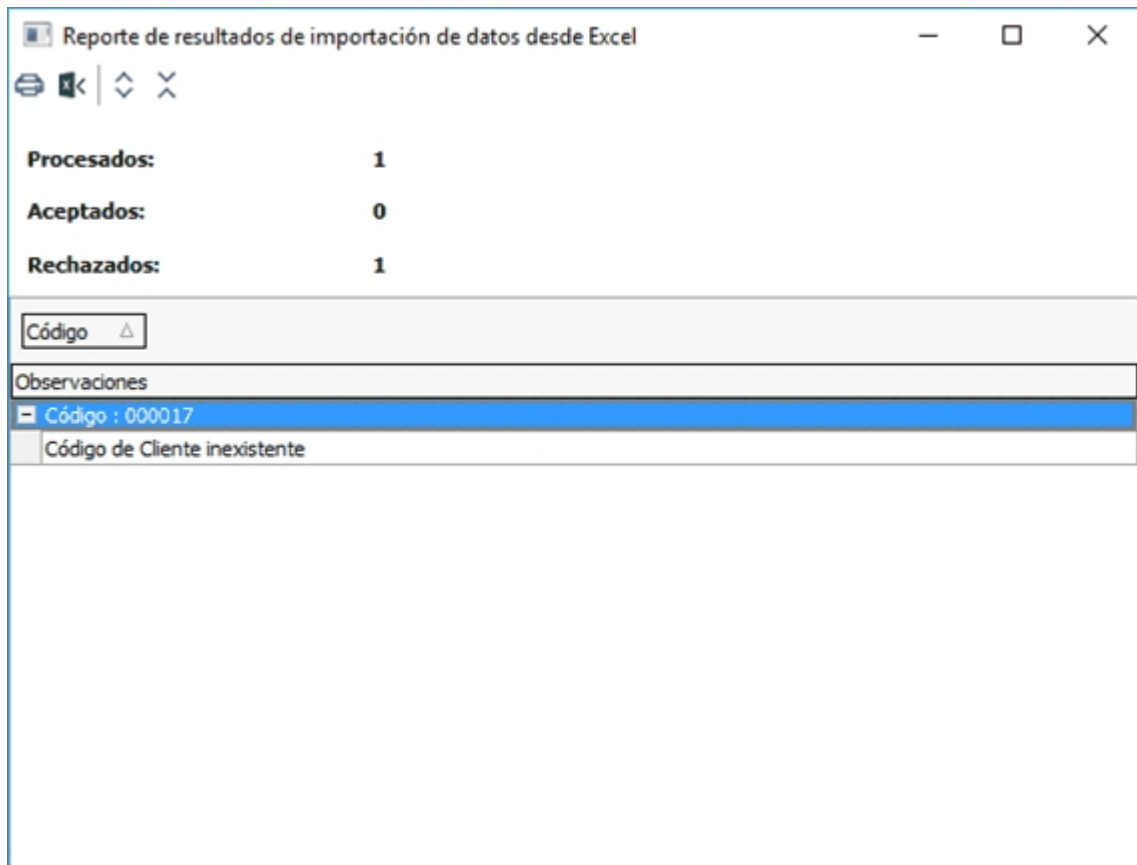 Reporte de resultados de importación de datos desde Excel
Procesados: 1
Aceptados: 0
Rechazados: 1
Código
Observaciones
Código : 000017
Código de Cliente inexistente